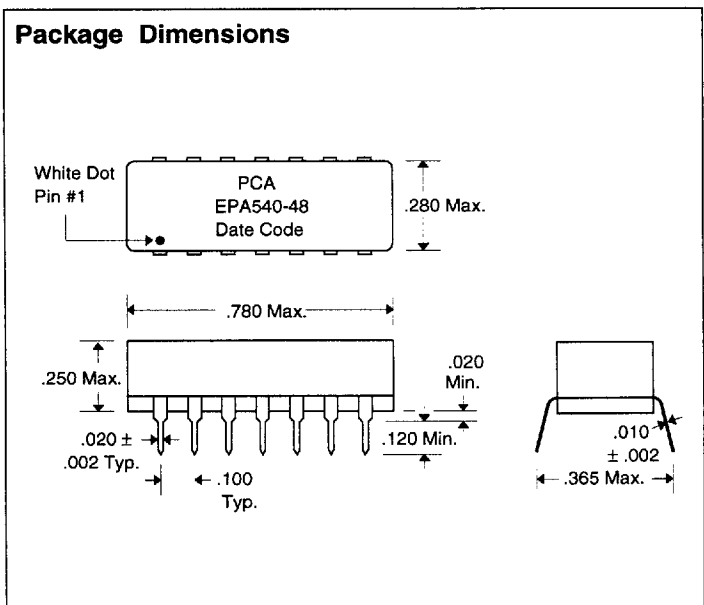 Package Dimensions
White Dot
Pin #1
PCA
EPA540-48
Date Code
.280 Max.
.780 Max.
.250 Max.
.020
Min.
.020 ±
.002 Typ.
.120 Min.
.100
Typ.
.010
± .002
.365 Max.